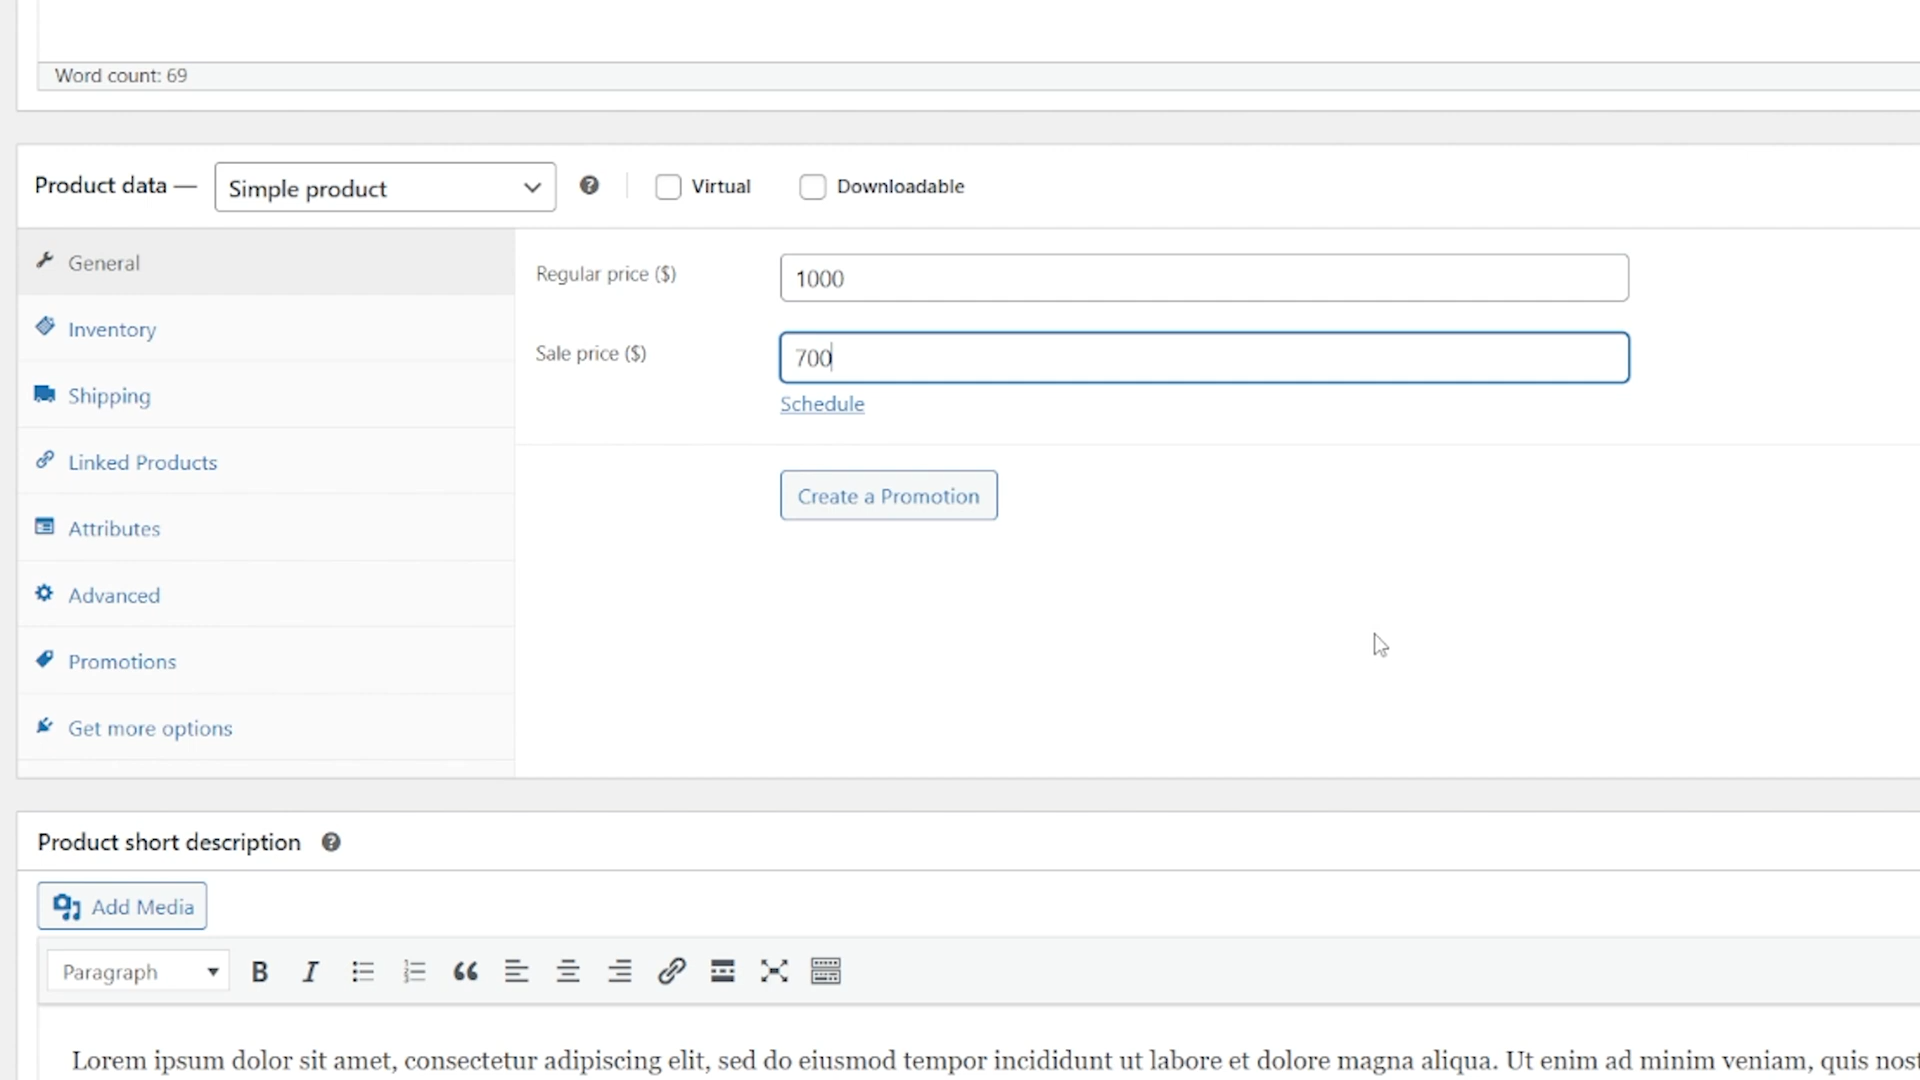 Word count: 69
Product data — Simple product Virtual Downloadable
General
Regular price ($) 1000
Inventory
Sale price ($) 700
Shipping
Schedule
Linked Products
Create a Promotion
Attributes
Advanced
Promotions
Get more options
Product short description
Add Media
Paragraph
Lorem ipsum dolor sit amet, consectetur adipiscing elit, sed do eiusmod tempor incididunt ut labore et dolore magna aliqua. Ut enim ad minim veniam, quis nost